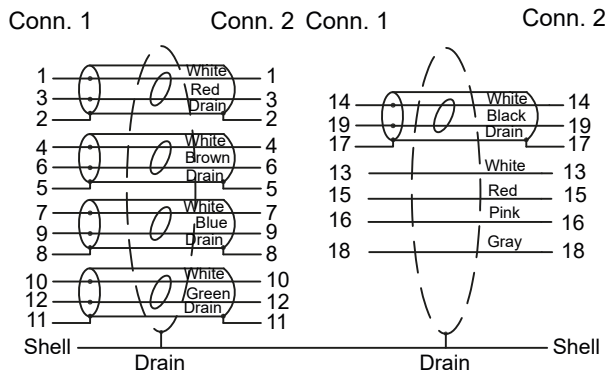 Conn. 1 Conn. 2 Conn. 1 Conn. 2
1 White 1
3 Red 3
2 Drain 2
4 White 4
6 Brown 6
5 Drain 5
7 White 7
9 Blue 9
8 Drain 8
10 White 10
12 Green 12
11 Drain 11
14 White 14
19 Black 19
17 Drain 17
13 White 13
15 Red 15
16 Pink 16
18 Gray 18
Shell Shell
Drain Drain